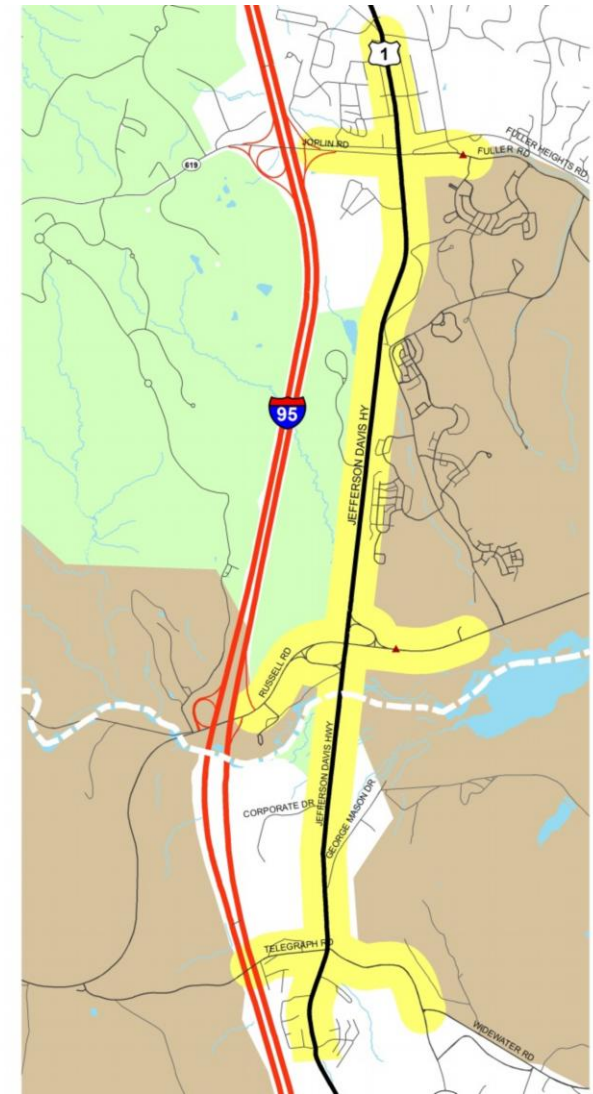 1
JOPLIN RD
FULLER HEIGHTS RD
FULLER RD
619
95
JEFFERSON DAVIS HY
RUSSELL RD
JEFFERSON DAVIS HWY
CORPORATE DR
GEORGE MASON DR
TELEGRAPH RD
WIDEWATER RD